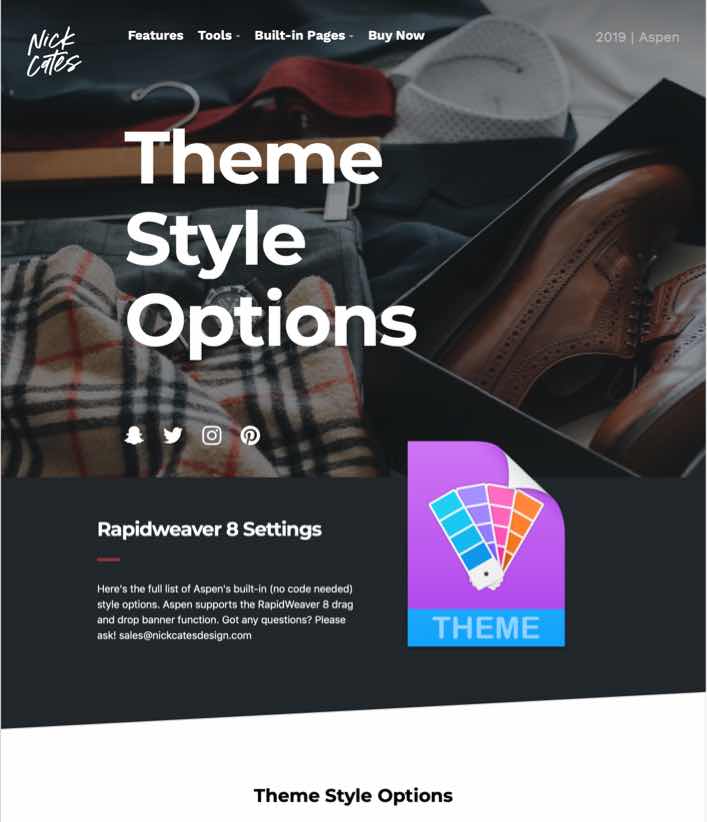 Nick
Cates
Features Tools Built-in Pages Buy Now
2019 | Aspen
Theme
Style
Options
Rapidweaver 8 Settings
Here's the full list of Aspen's built-in (no code needed)
style options. Aspen supports the RapidWeaver 8 drag
and drop banner function. Got any questions? Please
ask! sales@nickcatesdesign.com
THEME
Theme Style Options